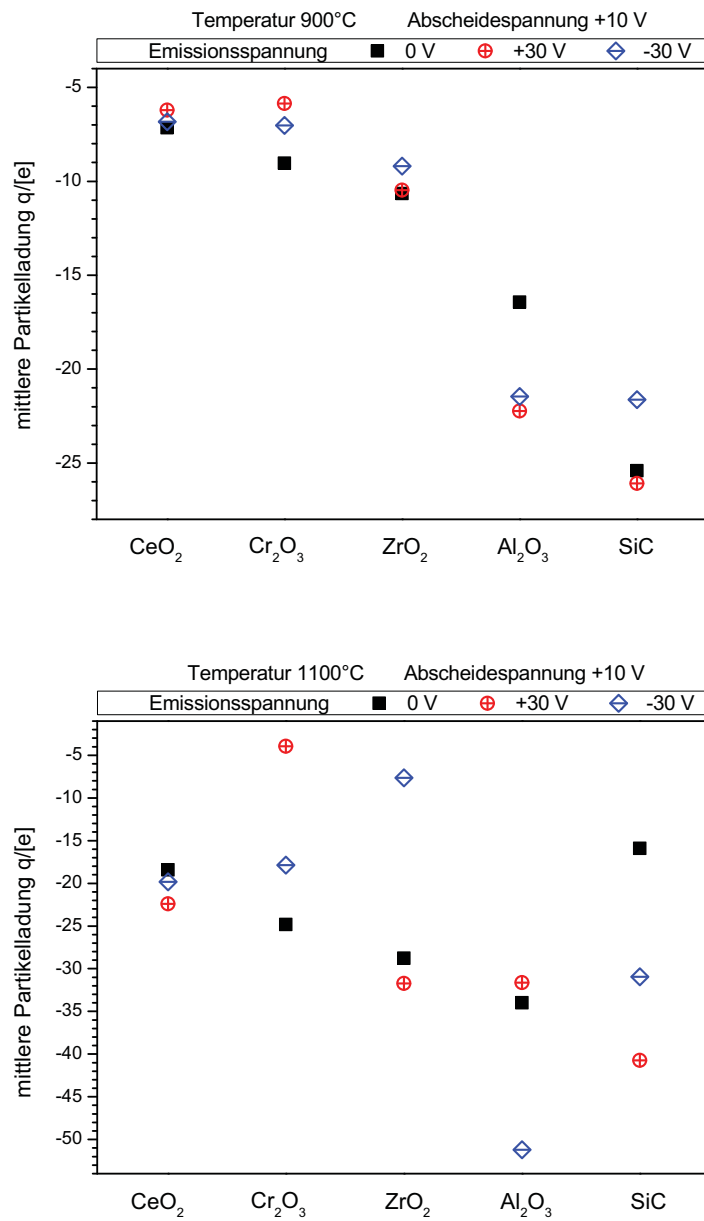 Temperatur 900°C Abscheidespannung +10 V
Emissionsspannung 0 V +30 V -30 V
mittlere Partikelladung q/[e]
-5
-10
-15
-20
-25
CeO₂ Cr₂O₃ ZrO₂ Al₂O₃ SiC
Temperatur 1100°C Abscheidespannung +10 V
Emissionsspannung 0 V +30 V -30 V
mittlere Partikelladung q/[e]
-5
-10
-15
-20
-25
-30
-35
-40
-45
-50
CeO₂ Cr₂O₃ ZrO₂ Al₂O₃ SiC